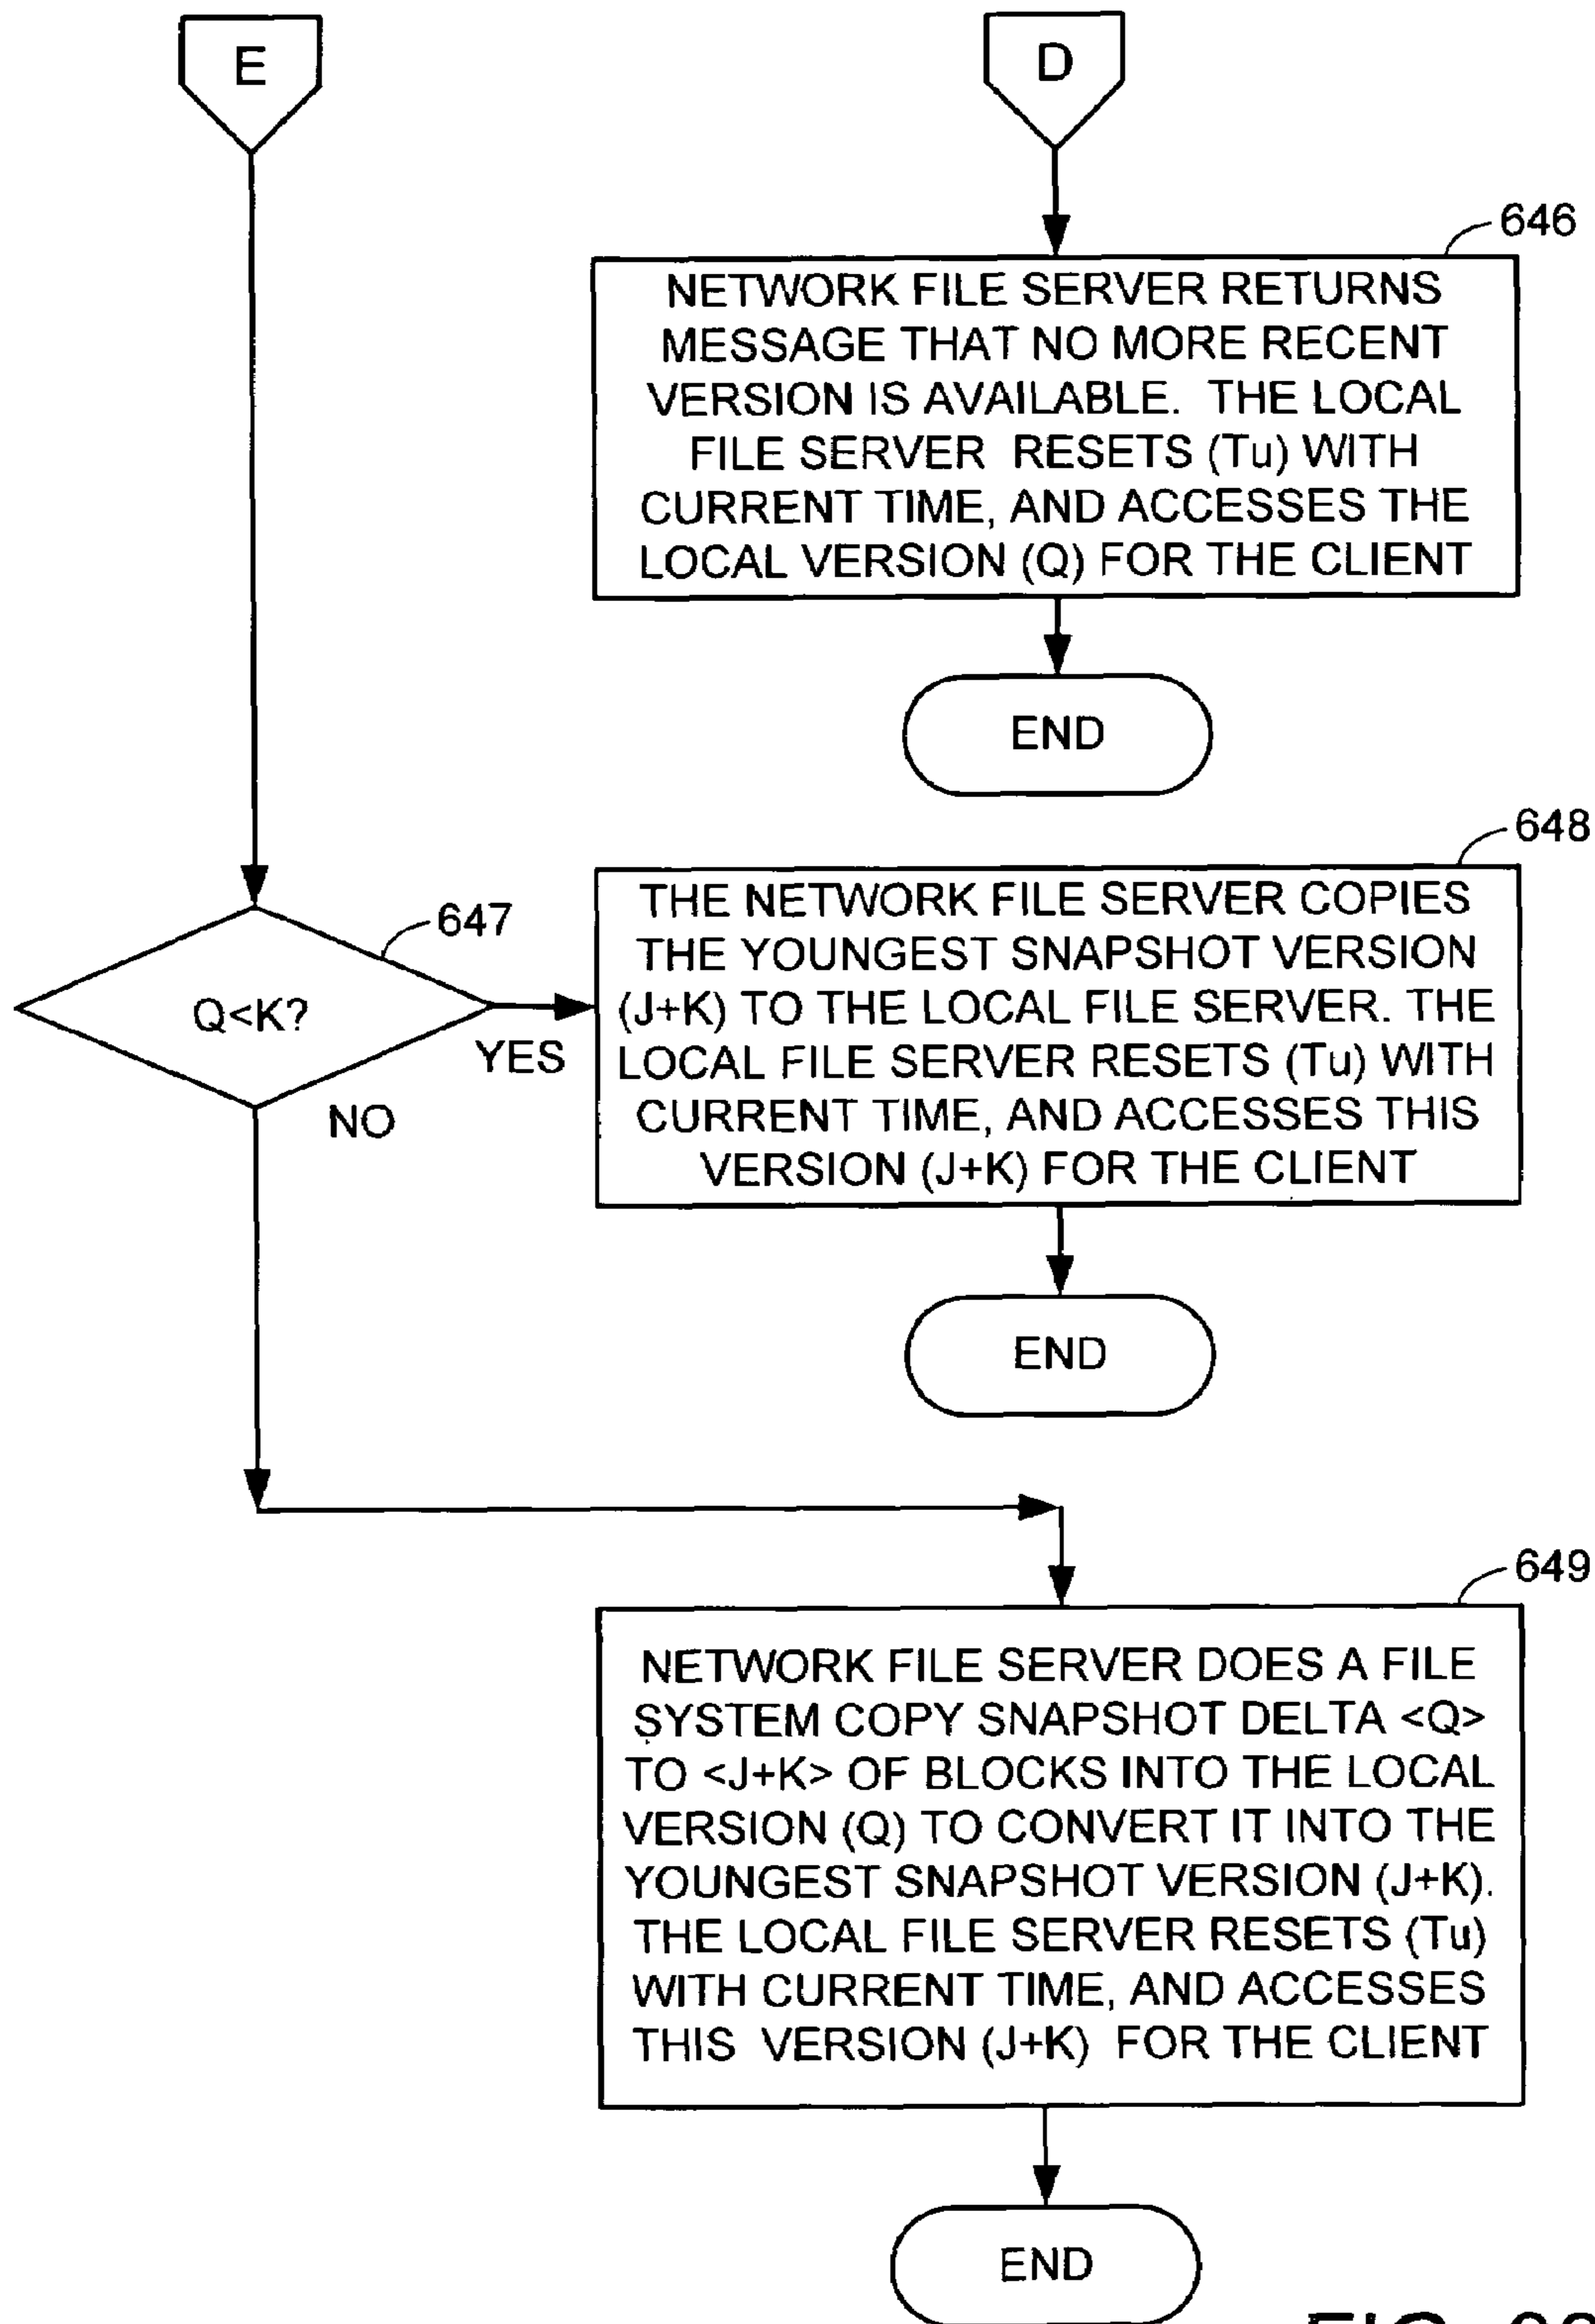 E
D
646
NETWORK FILE SERVER RETURNS
MESSAGE THAT NO MORE RECENT
VERSION IS AVAILABLE. THE LOCAL
FILE SERVER RESETS (Tu) WITH
CURRENT TIME, AND ACCESSES THE
LOCAL VERSION (Q) FOR THE CLIENT
END
647
Q<K?
YES
NO
648
THE NETWORK FILE SERVER COPIES
THE YOUNGEST SNAPSHOT VERSION
(J+K) TO THE LOCAL FILE SERVER. THE
LOCAL FILE SERVER RESETS (Tu) WITH
CURRENT TIME, AND ACCESSES THIS
VERSION (J+K) FOR THE CLIENT
END
649
NETWORK FILE SERVER DOES A FILE
SYSTEM COPY SNAPSHOT DELTA <Q>
TO <J+K> OF BLOCKS INTO THE LOCAL
VERSION (Q) TO CONVERT IT INTO THE
YOUNGEST SNAPSHOT VERSION (J+K).
THE LOCAL FILE SERVER RESETS (Tu)
WITH CURRENT TIME, AND ACCESSES
THIS VERSION (J+K) FOR THE CLIENT
END